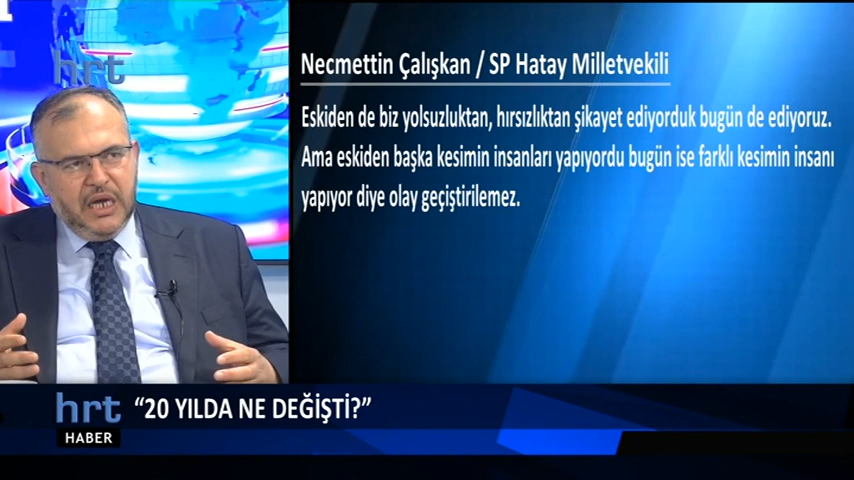 hrt
Necmettin Çalışkan / SP Hatay Milletvekili
Eskiden de biz yolsuzluktan, hırsızlıktan şikayet ediyorduk bugün de ediyoruz.
Ama eskiden başka kesimin insanları yapıyordu bugün ise farklı kesimin insanı
yapıyor diye olay geçiştirilemez.
hrt
HABER
“20 YILDA NE DEĞİŞTİ?”